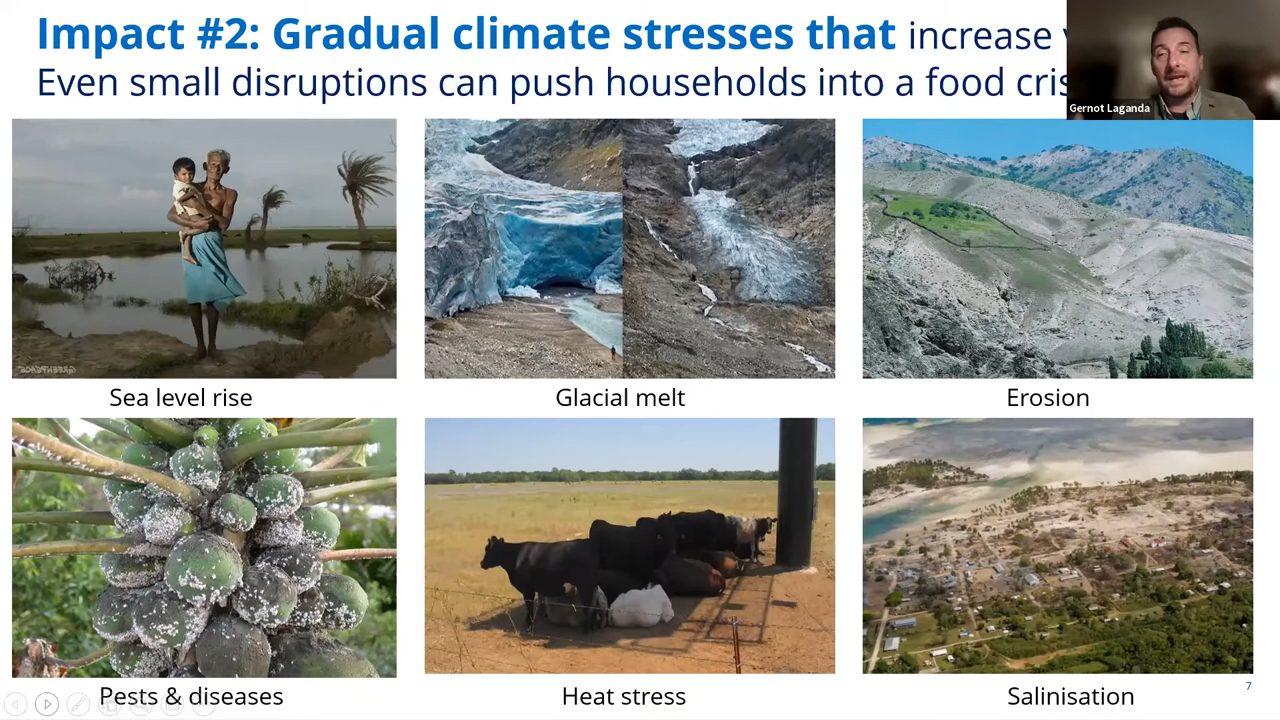 Impact #2: Gradual climate stresses that increase
Even small disruptions can push households into a food
Gernot Laganda
Sea level rise
Glacial melt
Erosion
Pests & diseases
Heat stress
Salinisation
7